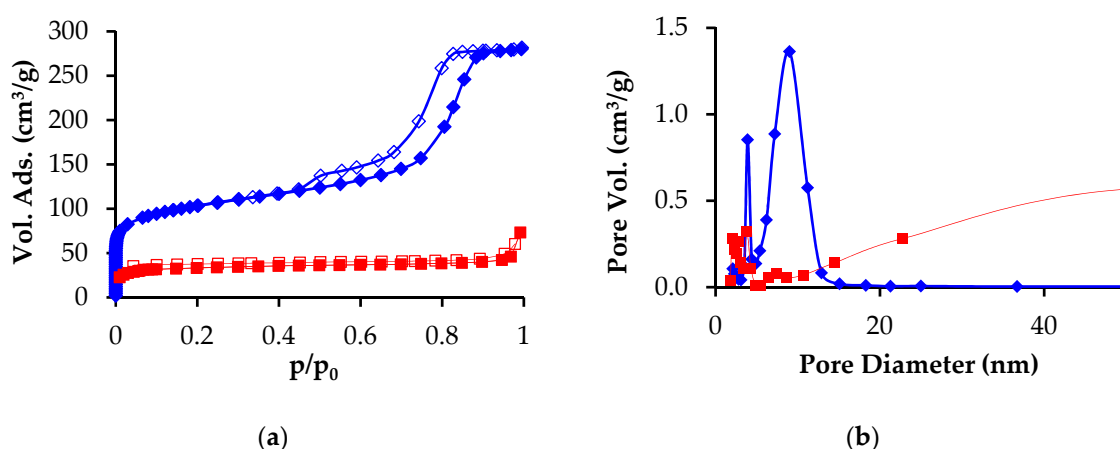 300
250
200
150
100
50
0
Vol. Ads. (cm³/g)
0 0.2 0.4 0.6 0.8 1
p/p₀
(a)
1.5
1.0
0.5
0.0
Pore Vol. (cm³/g)
0 20 40
Pore Diameter (nm)
(b)